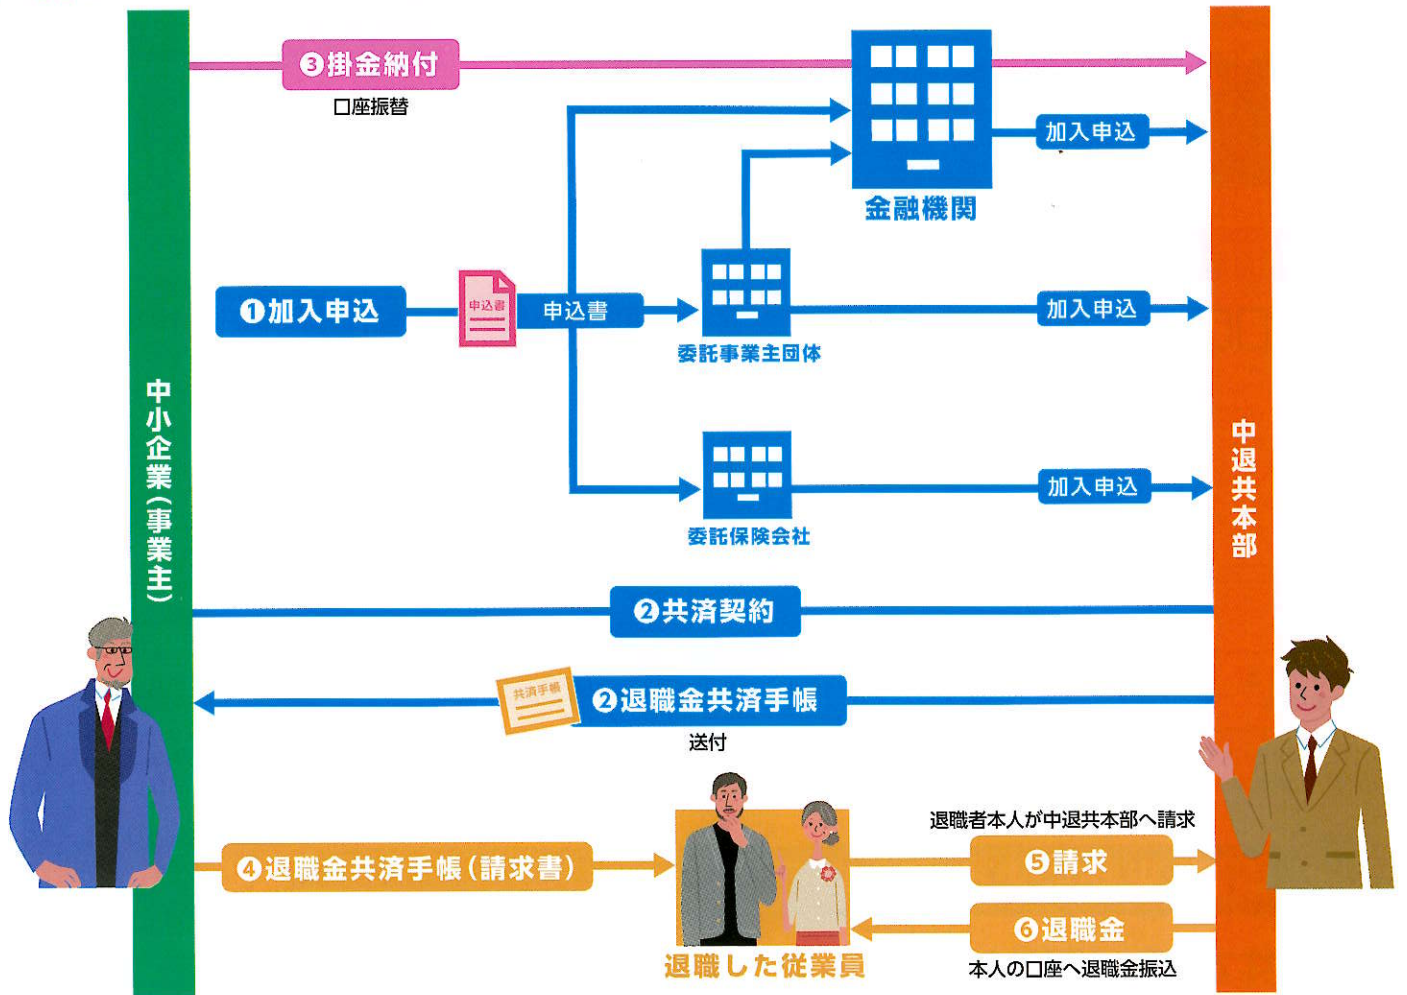 ❸掛金納付
口座振替
加入申込
金融機関
❶加入申込
申込書
申込書
加入申込
委託事業主団体
中小企業(事業主)
中退共本部
加入申込
委託保険会社
❷共済契約
共済手帳
❷退職金共済手帳
送付
退職者本人が中退共本部へ請求
❹退職金共済手帳(請求書)
❺請求
❻退職金
退職した従業員
本人の口座へ退職金振込